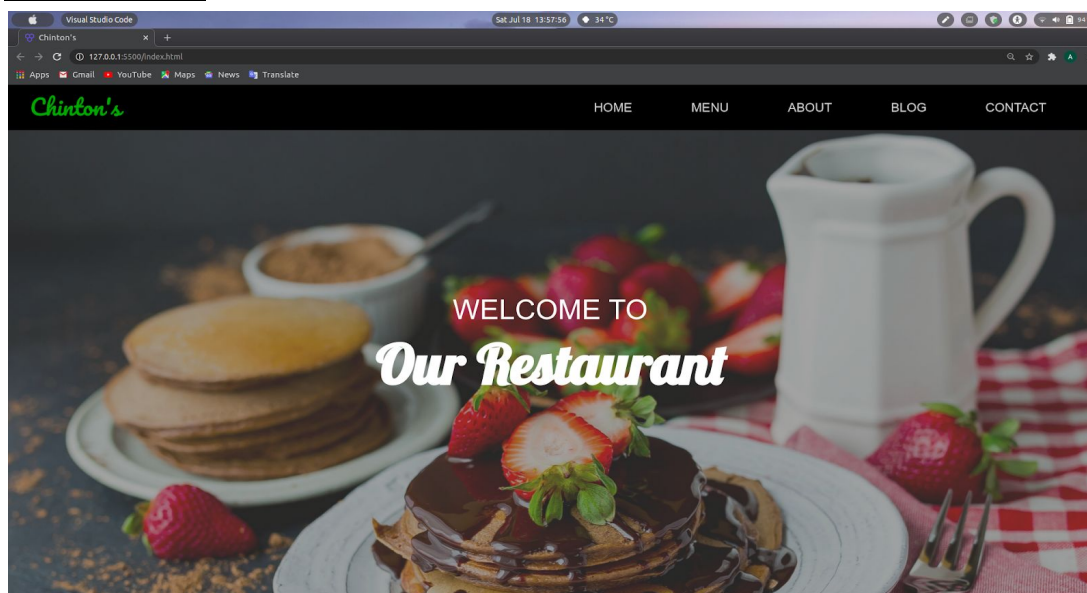 Visual Studio Code
Sat Jul 18 13:57:56
34 °C
94
Chinton's
127.0.0.1:5500/index.html
A
Apps Gmail YouTube Maps News Translate
Chinton's
HOME MENU ABOUT BLOG CONTACT
WELCOME TO
Our Restaurant